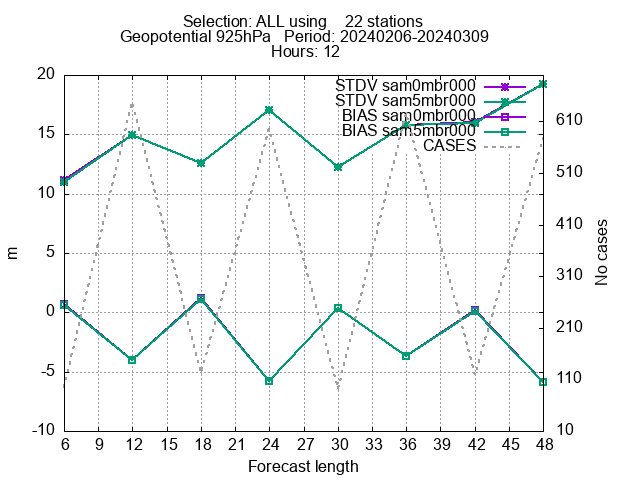 Selection: ALL using    22 stations
Geopotential 925hPa   Period: 20240206-20240309
Hours: 12
STDV sam0mbr000
STDV sam5mbr000
BIAS sam0mbr000
BIAS sam5mbr000
CASES
20
15
10
5
0
-5
-10
m
610
510
410
310
210
110
10
No cases
6 9 12 15 18 21 24 27 30 33 36 39 42 45 48
Forecast length